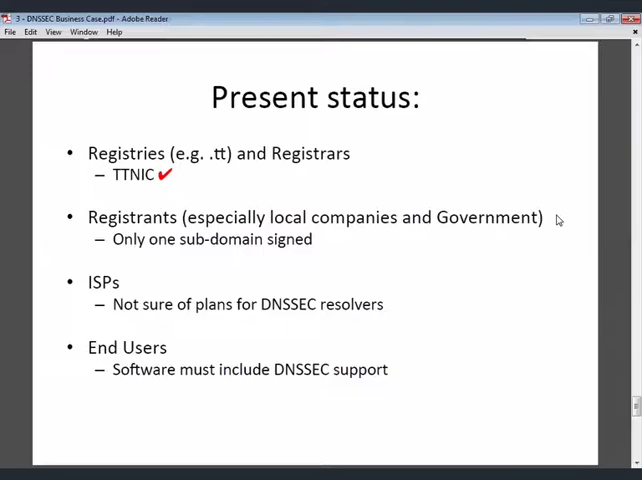 3 - DNSSEC Business Case.pdf - Adobe Reader
File Edit View Window Help
Present status:
• Registries (e.g. .tt) and Registrars
– TTNIC ✔
• Registrants (especially local companies and Government)
– Only one sub-domain signed
• ISPs
– Not sure of plans for DNSSEC resolvers
• End Users
– Software must include DNSSEC support